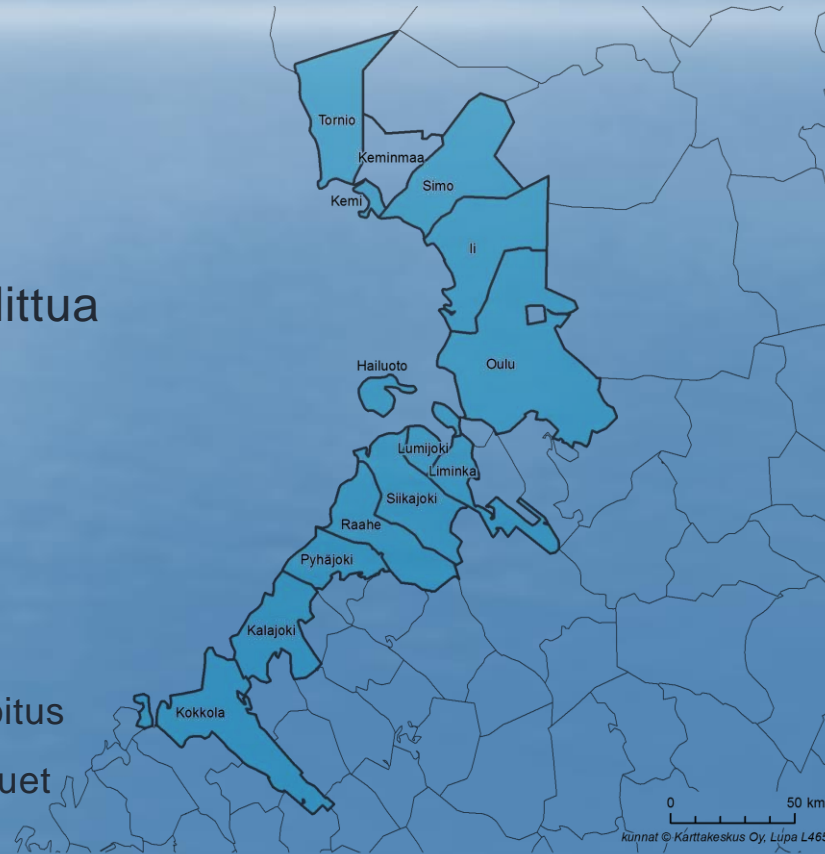 Tornio
Keminmaa
Kemi
Simo
Ii
littua
Hailuoto
Oulu
Lumijoki
Liminka
Siikajoki
Raahe
Pyhäjoki
Kalajoki
oitus
Kokkola
uet
0 50 km
kunnat © Karttakeskus Oy, Lupa L465